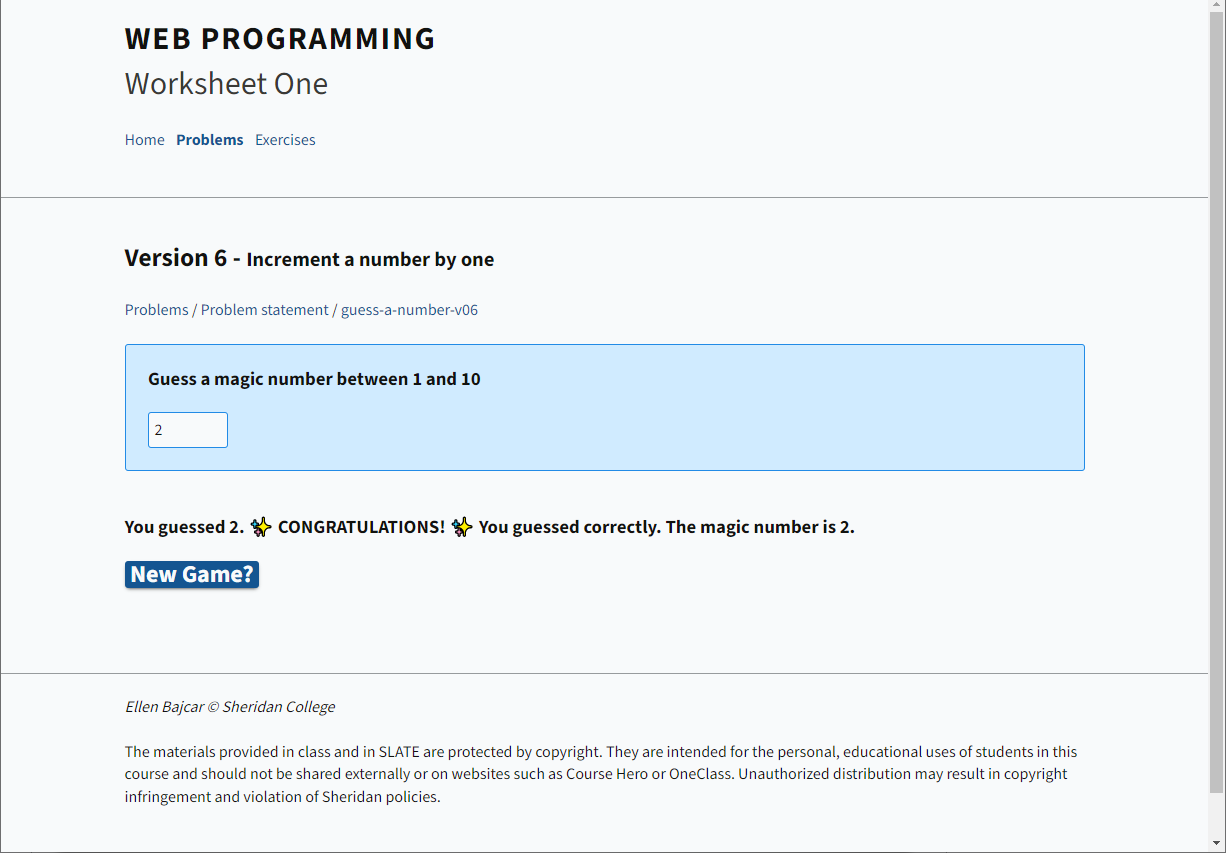 WEB PROGRAMMING
Worksheet One
Home Problems Exercises
Version 6 - Increment a number by one
Problems / Problem statement / guess-a-number-v06
Guess a magic number between 1 and 10
2
You guessed 2. ✨ CONGRATULATIONS! ✨ You guessed correctly. The magic number is 2.
New Game?
Ellen Bajcar © Sheridan College
The materials provided in class and in SLATE are protected by copyright. They are intended for the personal, educational uses of students in this
course and should not be shared externally or on websites such as Course Hero or OneClass. Unauthorized distribution may result in copyright
infringement and violation of Sheridan policies.